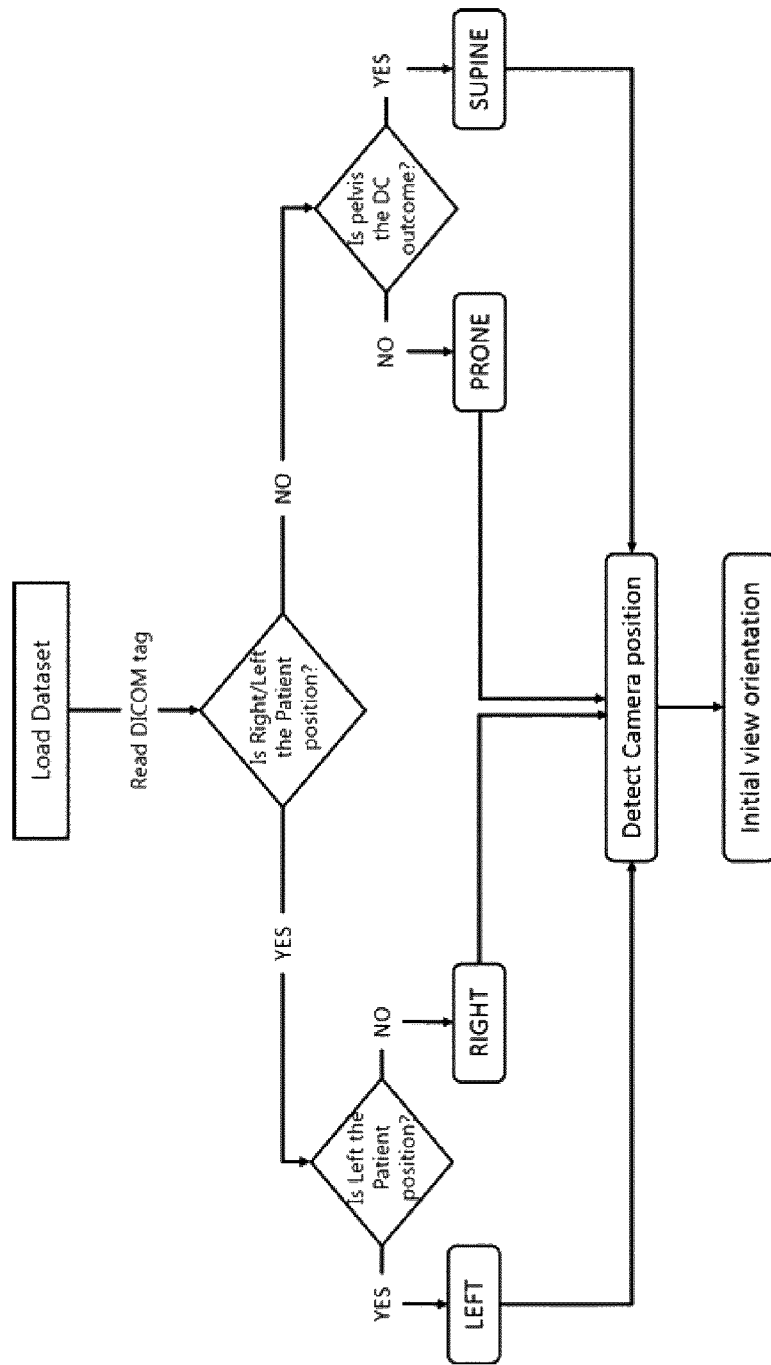 Load Dataset
Read DICOM tag
Is Right/Left
the Patient
position?
YES
NO
Is Left the
Patient
position?
Is pelvis
the DC
outcome?
YES
NO
NO
YES
LEFT
RIGHT
PRONE
SUPINE
Detect Camera position
Initial view orientation